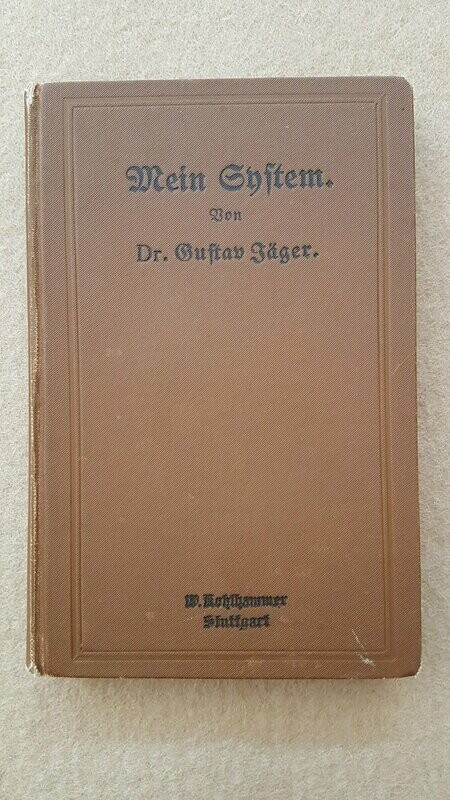 Mein System.
Von
Dr. Gustav Jäger.
W. Kohlhammer
Stuttgart